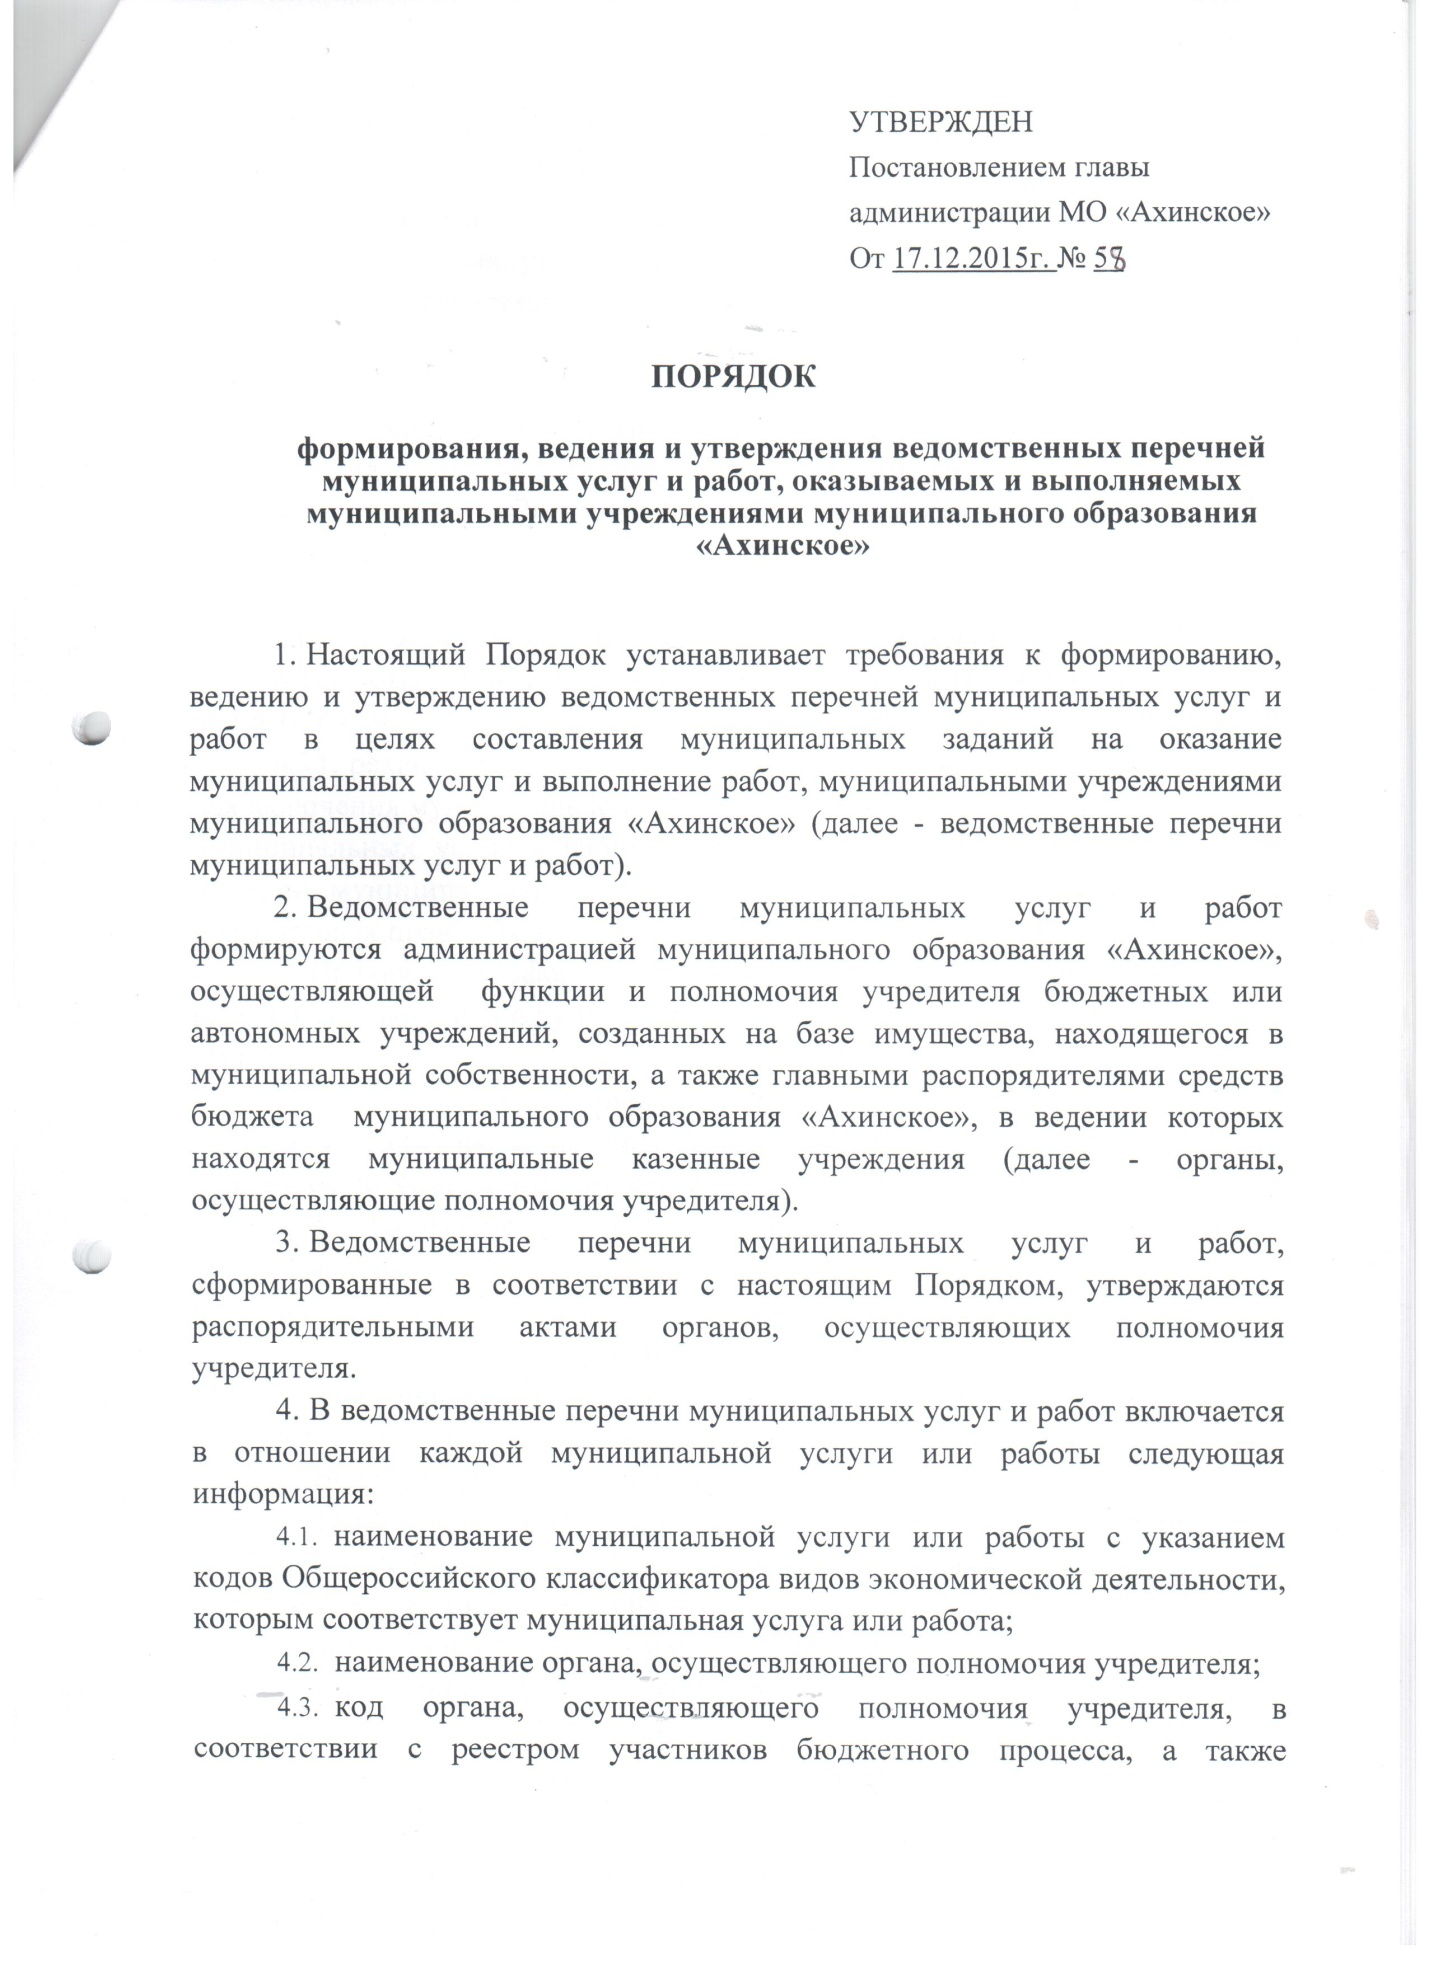 УТВЕРЖДЕН
Постановлением главы
администрации МО «Ахинское»
От 17.12.2015г. № 58
ПОРЯДОК
формирования, ведения и утверждения ведомственных перечней
муниципальных услуг и работ, оказываемых и выполняемых
муниципальными учреждениями муниципального образования
«Ахинское»
1. Настоящий Порядок устанавливает требования к формированию,
ведению и утверждению ведомственных перечней муниципальных услуг и
работ в целях составления муниципальных заданий на оказание
муниципальных услуг и выполнение работ, муниципальными учреждениями
муниципального образования «Ахинское» (далее - ведомственные перечни
муниципальных услуг и работ).
2. Ведомственные перечни муниципальных услуг и работ
формируются администрацией муниципального образования «Ахинское»,
осуществляющей функции и полномочия учредителя бюджетных или
автономных учреждений, созданных на базе имущества, находящегося в
муниципальной собственности, а также главными распорядителями средств
бюджета муниципального образования «Ахинское», в ведении которых
находятся муниципальные казенные учреждения (далее - органы,
осуществляющие полномочия учредителя).
3. Ведомственные перечни муниципальных услуг и работ,
сформированные в соответствии с настоящим Порядком, утверждаются
распорядительными актами органов, осуществляющих полномочия
учредителя.
4. В ведомственные перечни муниципальных услуг и работ включается
в отношении каждой муниципальной услуги или работы следующая
информация:
4.1. наименование муниципальной услуги или работы с указанием
кодов Общероссийского классификатора видов экономической деятельности,
которым соответствует муниципальная услуга или работа;
4.2. наименование органа, осуществляющего полномочия учредителя;
4.3. код органа, осуществляющего полномочия учредителя, в
соответствии с реестром участников бюджетного процесса, а также